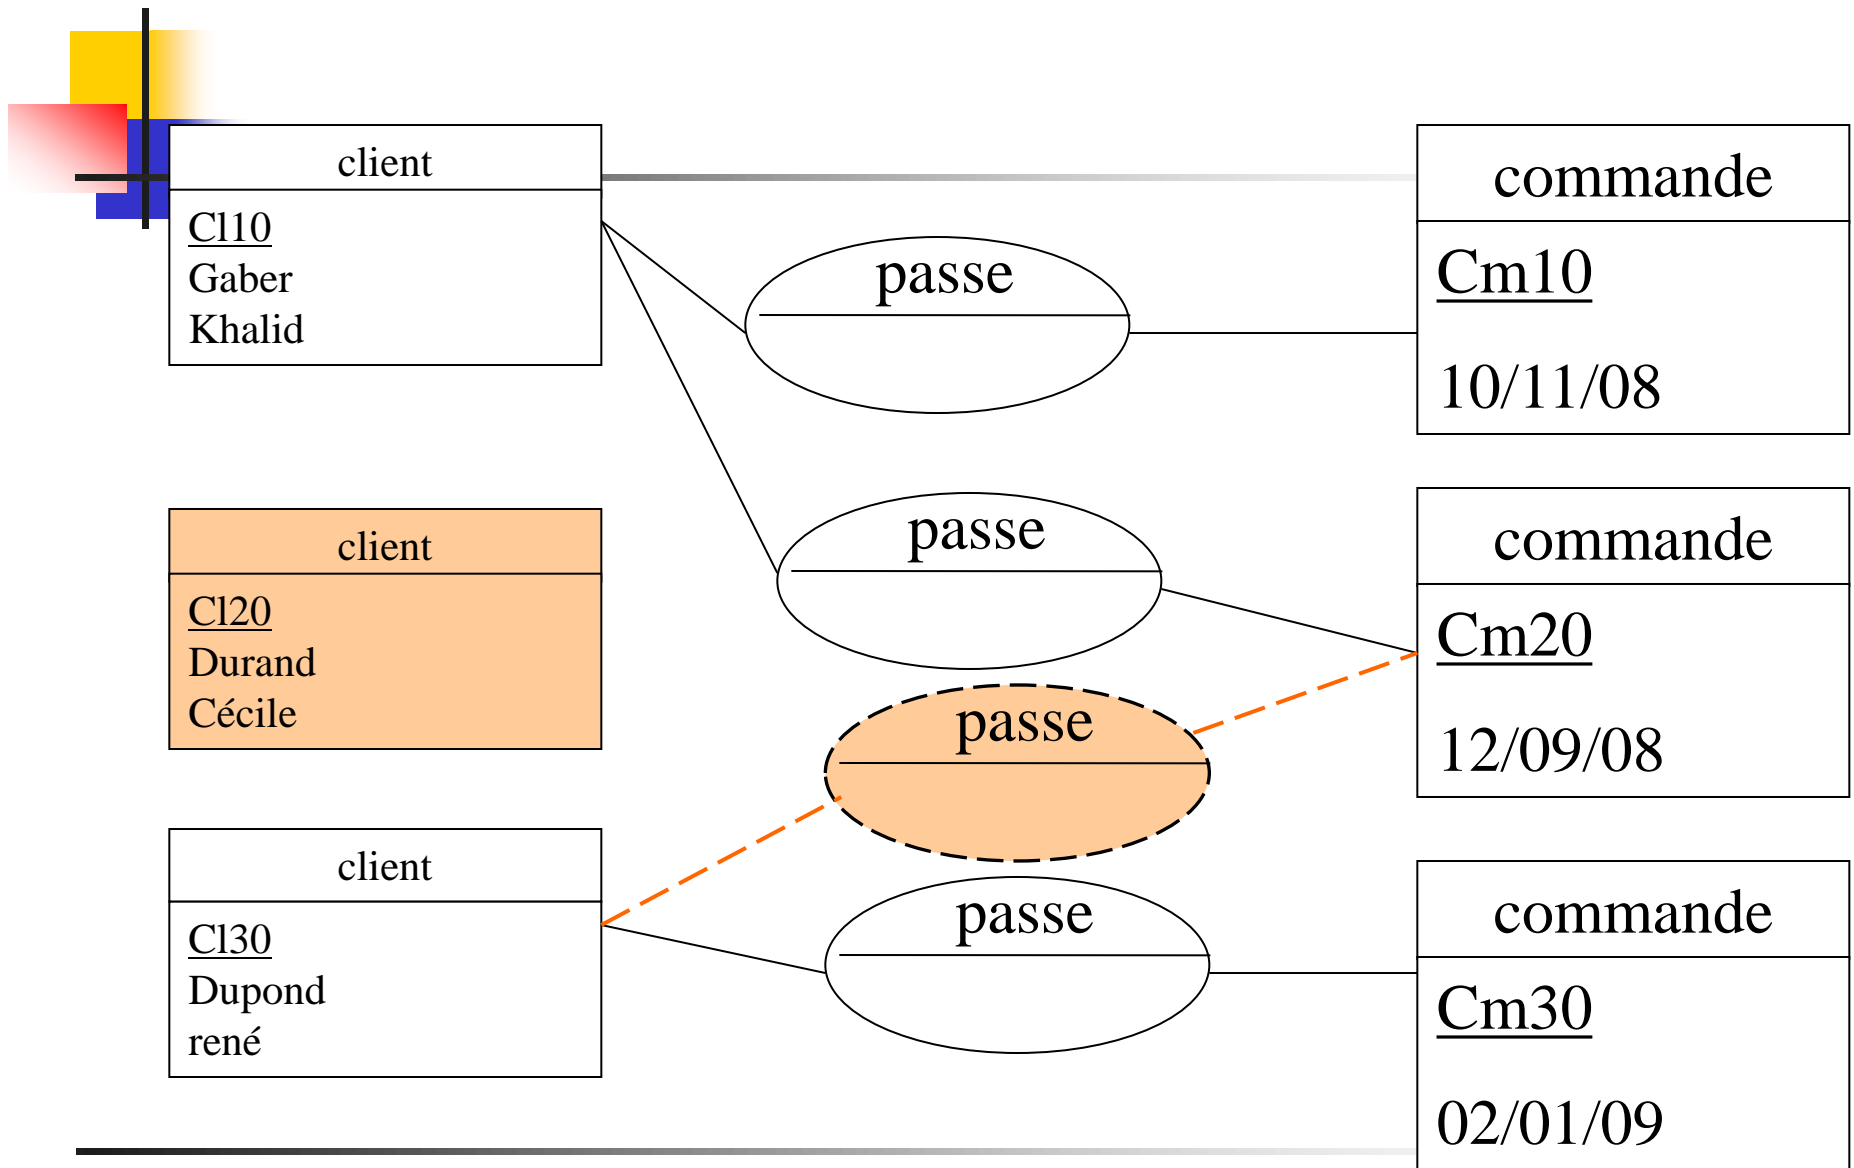 client
Cl10
Gaber
Khalid
passe
commande
Cm10
10/11/08
client
Cl20
Durand
Cécile
passe
commande
Cm20
12/09/08
passe
client
Cl30
Dupond
rené
passe
commande
Cm30
02/01/09